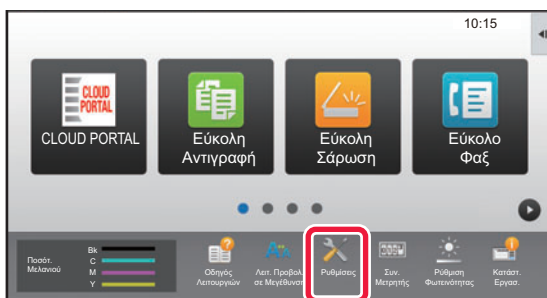 10:15
CLOUD
PORTAL
CLOUD PORTAL
Εύκολη
Αντιγραφή
Εύκολη
Σάρωση
Εύκολο
Φαξ
Ποσότ.
Μελανιού
Bk
C
M
Y
Οδηγός
Λειτουργιών
Λετ. Προβολ.
σε Μεγέθυνση
Ρυθμίσεις
Συν.
Μετρητής
Ρύθμιση
Φωτεινότητας
Κατάστ.
Εργασ.